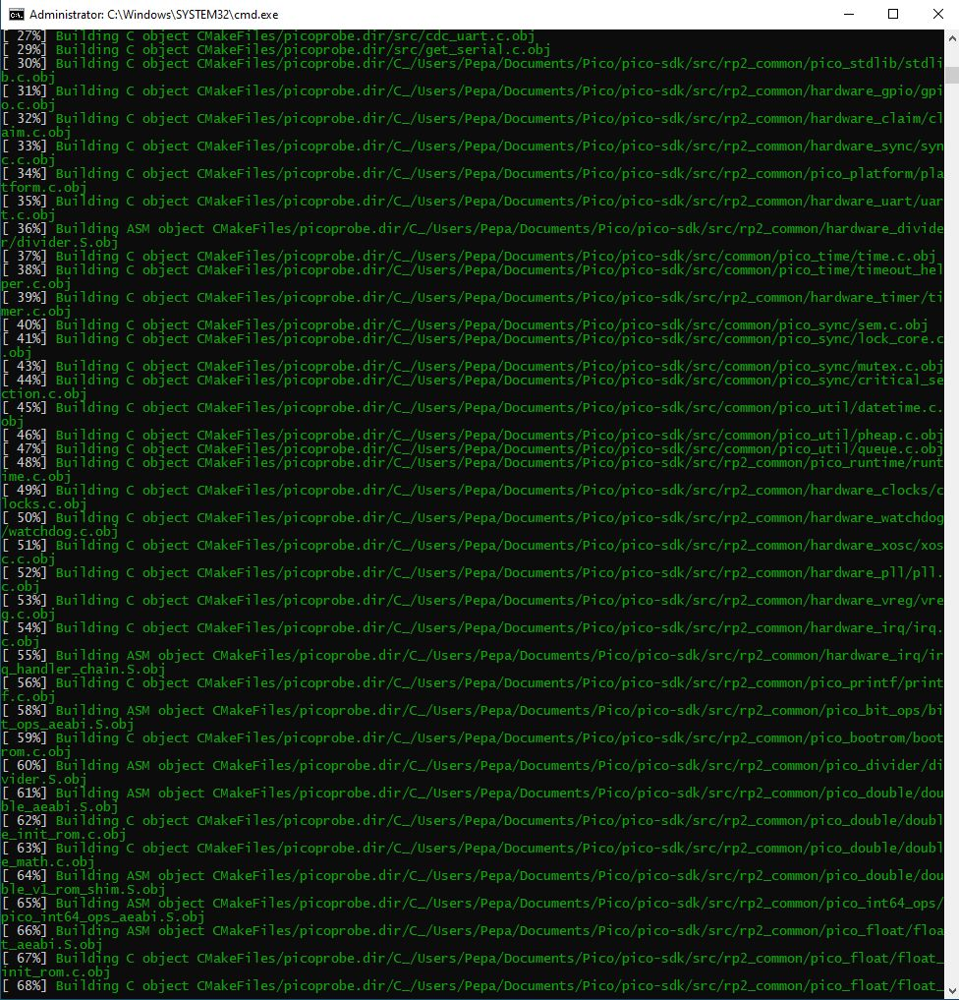 Administrator: C:\Windows\SYSTEM32\cmd.exe
[ 27%] Building C object CMakeFiles/picoprobe.dir/src/cdc_uart.c.obj
[ 29%] Building C object CMakeFiles/picoprobe.dir/src/get_serial.c.obj
[ 30%] Building C object CMakeFiles/picoprobe.dir/C_/Users/Pepa/Documents/Pico/pico-sdk/src/rp2_common/pico_stdlib/stdli
b.c.obj
[ 31%] Building C object CMakeFiles/picoprobe.dir/C_/Users/Pepa/Documents/Pico/pico-sdk/src/rp2_common/hardware_gpio/gpi
o.c.obj
[ 32%] Building C object CMakeFiles/picoprobe.dir/C_/Users/Pepa/Documents/Pico/pico-sdk/src/rp2_common/hardware_claim/cl
aim.c.obj
[ 33%] Building C object CMakeFiles/picoprobe.dir/C_/Users/Pepa/Documents/Pico/pico-sdk/src/rp2_common/hardware_sync/syn
c.c.obj
[ 34%] Building C object CMakeFiles/picoprobe.dir/C_/Users/Pepa/Documents/Pico/pico-sdk/src/rp2_common/pico_platform/pla
tform.c.obj
[ 35%] Building C object CMakeFiles/picoprobe.dir/C_/Users/Pepa/Documents/Pico/pico-sdk/src/rp2_common/hardware_uart/uar
t.c.obj
[ 36%] Building ASM object CMakeFiles/picoprobe.dir/C_/Users/Pepa/Documents/Pico/pico-sdk/src/rp2_common/hardware_divide
r/divider.S.obj
[ 37%] Building C object CMakeFiles/picoprobe.dir/C_/Users/Pepa/Documents/Pico/pico-sdk/src/common/pico_time/time.c.obj
[ 38%] Building C object CMakeFiles/picoprobe.dir/C_/Users/Pepa/Documents/Pico/pico-sdk/src/common/pico_time/timeout_hel
per.c.obj
[ 39%] Building C object CMakeFiles/picoprobe.dir/C_/Users/Pepa/Documents/Pico/pico-sdk/src/rp2_common/hardware_timer/ti
mer.c.obj
[ 40%] Building C object CMakeFiles/picoprobe.dir/C_/Users/Pepa/Documents/Pico/pico-sdk/src/common/pico_sync/sem.c.obj
[ 41%] Building C object CMakeFiles/picoprobe.dir/C_/Users/Pepa/Documents/Pico/pico-sdk/src/common/pico_sync/lock_core.c
.obj
[ 43%] Building C object CMakeFiles/picoprobe.dir/C_/Users/Pepa/Documents/Pico/pico-sdk/src/common/pico_sync/mutex.c.obj
[ 44%] Building C object CMakeFiles/picoprobe.dir/C_/Users/Pepa/Documents/Pico/pico-sdk/src/common/pico_sync/critical_se
ction.c.obj
[ 45%] Building C object CMakeFiles/picoprobe.dir/C_/Users/Pepa/Documents/Pico/pico-sdk/src/common/pico_util/datetime.c.
obj
[ 46%] Building C object CMakeFiles/picoprobe.dir/C_/Users/Pepa/Documents/Pico/pico-sdk/src/common/pico_util/pheap.c.obj
[ 47%] Building C object CMakeFiles/picoprobe.dir/C_/Users/Pepa/Documents/Pico/pico-sdk/src/common/pico_util/queue.c.obj
[ 48%] Building C object CMakeFiles/picoprobe.dir/C_/Users/Pepa/Documents/Pico/pico-sdk/src/rp2_common/pico_runtime/runt
ime.c.obj
[ 49%] Building C object CMakeFiles/picoprobe.dir/C_/Users/Pepa/Documents/Pico/pico-sdk/src/rp2_common/hardware_clocks/c
locks.c.obj
[ 50%] Building C object CMakeFiles/picoprobe.dir/C_/Users/Pepa/Documents/Pico/pico-sdk/src/rp2_common/hardware_watchdog
/watchdog.c.obj
[ 51%] Building C object CMakeFiles/picoprobe.dir/C_/Users/Pepa/Documents/Pico/pico-sdk/src/rp2_common/hardware_xosc/xos
c.c.obj
[ 52%] Building C object CMakeFiles/picoprobe.dir/C_/Users/Pepa/Documents/Pico/pico-sdk/src/rp2_common/hardware_pll/pll.
c.obj
[ 53%] Building C object CMakeFiles/picoprobe.dir/C_/Users/Pepa/Documents/Pico/pico-sdk/src/rp2_common/hardware_vreg/vre
g.c.obj
[ 54%] Building C object CMakeFiles/picoprobe.dir/C_/Users/Pepa/Documents/Pico/pico-sdk/src/rp2_common/hardware_irq/irq.
c.obj
[ 55%] Building ASM object CMakeFiles/picoprobe.dir/C_/Users/Pepa/Documents/Pico/pico-sdk/src/rp2_common/hardware_irq/ir
q_handler_chain.S.obj
[ 56%] Building C object CMakeFiles/picoprobe.dir/C_/Users/Pepa/Documents/Pico/pico-sdk/src/rp2_common/pico_printf/print
f.c.obj
[ 58%] Building ASM object CMakeFiles/picoprobe.dir/C_/Users/Pepa/Documents/Pico/pico-sdk/src/rp2_common/pico_bit_ops/bi
t_ops_aeabi.S.obj
[ 59%] Building C object CMakeFiles/picoprobe.dir/C_/Users/Pepa/Documents/Pico/pico-sdk/src/rp2_common/pico_bootrom/boot
rom.c.obj
[ 60%] Building ASM object CMakeFiles/picoprobe.dir/C_/Users/Pepa/Documents/Pico/pico-sdk/src/rp2_common/pico_divider/di
vider.S.obj
[ 61%] Building ASM object CMakeFiles/picoprobe.dir/C_/Users/Pepa/Documents/Pico/pico-sdk/src/rp2_common/pico_double/dou
ble_aeabi.S.obj
[ 62%] Building C object CMakeFiles/picoprobe.dir/C_/Users/Pepa/Documents/Pico/pico-sdk/src/rp2_common/pico_double/doubl
e_init_rom.c.obj
[ 63%] Building C object CMakeFiles/picoprobe.dir/C_/Users/Pepa/Documents/Pico/pico-sdk/src/rp2_common/pico_double/doubl
e_math.c.obj
[ 64%] Building ASM object CMakeFiles/picoprobe.dir/C_/Users/Pepa/Documents/Pico/pico-sdk/src/rp2_common/pico_double/dou
ble_v1_rom_shim.S.obj
[ 65%] Building ASM object CMakeFiles/picoprobe.dir/C_/Users/Pepa/Documents/Pico/pico-sdk/src/rp2_common/pico_int64_ops/
pico_int64_ops_aeabi.S.obj
[ 66%] Building ASM object CMakeFiles/picoprobe.dir/C_/Users/Pepa/Documents/Pico/pico-sdk/src/rp2_common/pico_float/floa
t_aeabi.S.obj
[ 67%] Building C object CMakeFiles/picoprobe.dir/C_/Users/Pepa/Documents/Pico/pico-sdk/src/rp2_common/pico_float/float_
init_rom.c.obj
[ 68%] Building C object CMakeFiles/picoprobe.dir/C_/Users/Pepa/Documents/Pico/pico-sdk/src/rp2_common/pico_float/float_